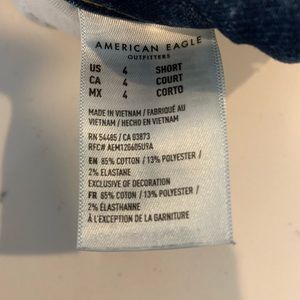 AMERICAN EAGLE
OUTFITTERS
US 4 SHORT
CA 4 COURT
MX 4 CORTO
MADE IN VIETNAM / FABRIQUÉ AU
VIETNAM / HECHO EN VIETNAM
RN 54485 / CA 03873
RFC# AEM120605U9A
EN 85% COTTON / 13% POLYESTER /
2% ELASTANE
EXCLUSIVE OF DECORATION
FR 85% COTON / 13% POLYESTER /
2% ÉLASTHANNE
À L'EXCEPTION DE LA GARNITURE